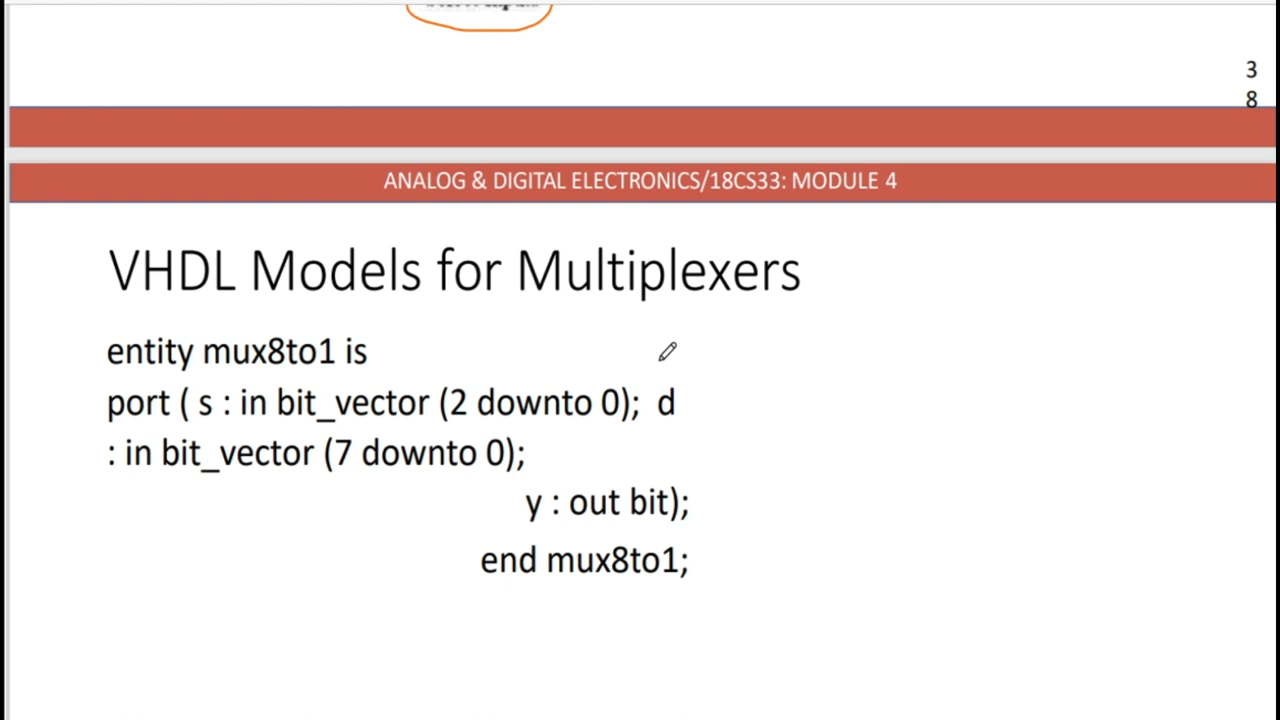 3
8
ANALOG & DIGITAL ELECTRONICS/18CS33: MODULE 4
VHDL Models for Multiplexers
entity mux8to1 is
port ( s : in bit_vector (2 downto 0); d
: in bit_vector (7 downto 0);
y : out bit);
end mux8to1;